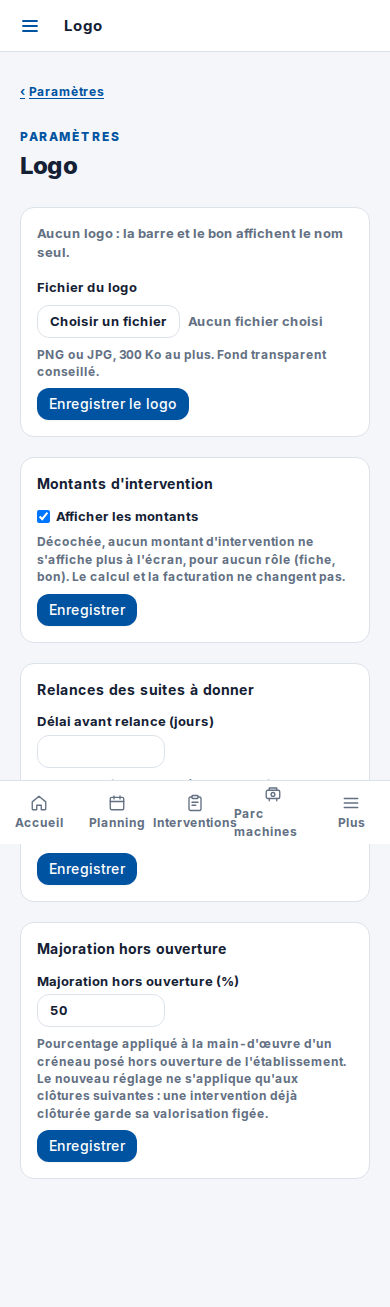 Logo
‹ Paramètres
PARAMÈTRES
Logo
Aucun logo : la barre et le bon affichent le nom
seul.
Fichier du logo
Choisir un fichier Aucun fichier choisi
PNG ou JPG, 300 Ko au plus. Fond transparent
conseillé.
Enregistrer le logo
Montants d'intervention
Afficher les montants
Décochée, aucun montant d'intervention ne
s'affiche plus à l'écran, pour aucun rôle (fiche,
bon). Le calcul et la facturation ne changent pas.
Enregistrer
Relances des suites à donner
Délai avant relance (jours)
Accueil
Planning
Interventions
Parc
machines
Plus
Enregistrer
Majoration hors ouverture
Majoration hors ouverture (%)
50
Pourcentage appliqué à la main-d'œuvre d'un
créneau posé hors ouverture de l'établissement.
Le nouveau réglage ne s'applique qu'aux
clôtures suivantes : une intervention déjà
clôturée garde sa valorisation figée.
Enregistrer